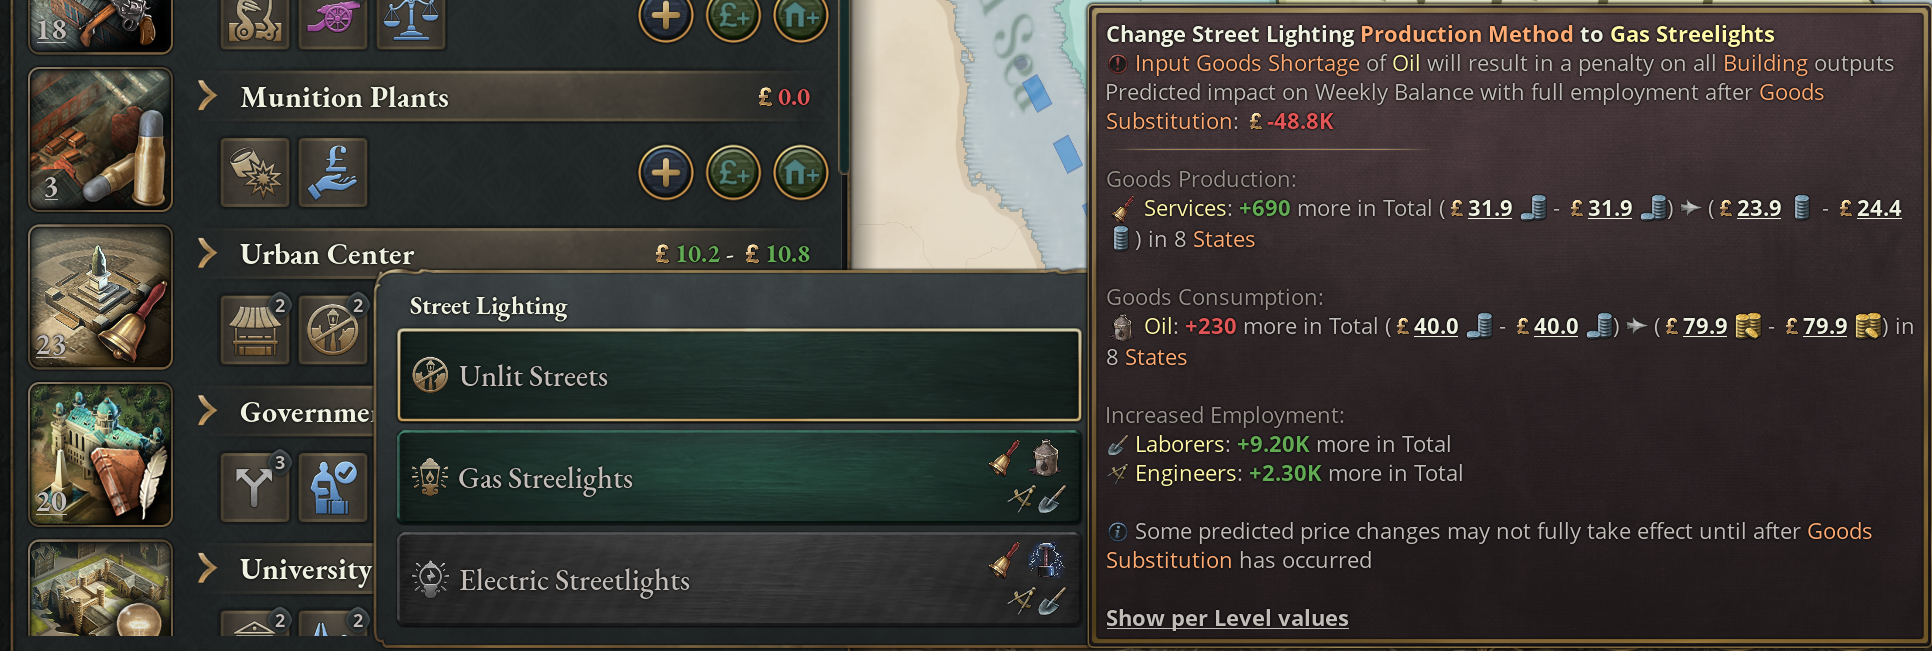 18
Munition Plants £ 0.0
3
Urban Center £ 10.2 - £ 10.8
2 2
23
Governme
3
20
University
2 2
£+
£+
Sea
Street Lighting
Unlit Streets
Gas Streelights
Electric Streetlights
Change Street Lighting Production Method to Gas Streelights
Input Goods Shortage of Oil will result in a penalty on all Building outputs
Predicted impact on Weekly Balance with full employment after Goods
Substitution: £ -48.8K
Goods Production:
Services: +690 more in Total ( £ 31.9 - £ 31.9 ) ( £ 23.9 - £ 24.4
) in 8 States
Goods Consumption:
Oil: +230 more in Total ( £ 40.0 - £ 40.0 ) ( £ 79.9 - £ 79.9 ) in
8 States
Increased Employment:
Laborers: +9.20K more in Total
Engineers: +2.30K more in Total
Some predicted price changes may not fully take effect until after Goods
Substitution has occurred
Show per Level values